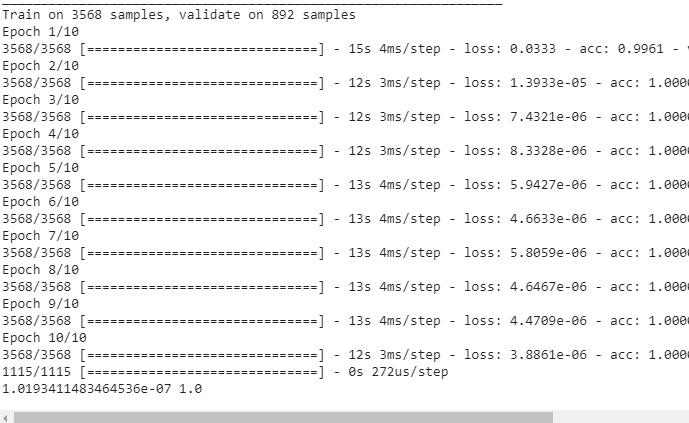 Train on 3568 samples, validate on 892 samples
Epoch 1/10
3568/3568 [==============================] - 15s 4ms/step - loss: 0.0333 - acc: 0.9961 -
Epoch 2/10
3568/3568 [==============================] - 12s 3ms/step - loss: 1.3933e-05 - acc: 1.0000
Epoch 3/10
3568/3568 [==============================] - 12s 3ms/step - loss: 7.4321e-06 - acc: 1.0000
Epoch 4/10
3568/3568 [==============================] - 12s 3ms/step - loss: 8.3328e-06 - acc: 1.0000
Epoch 5/10
3568/3568 [==============================] - 13s 4ms/step - loss: 5.9427e-06 - acc: 1.0000
Epoch 6/10
3568/3568 [==============================] - 13s 4ms/step - loss: 4.6633e-06 - acc: 1.0000
Epoch 7/10
3568/3568 [==============================] - 13s 4ms/step - loss: 5.8059e-06 - acc: 1.0000
Epoch 8/10
3568/3568 [==============================] - 13s 4ms/step - loss: 4.6467e-06 - acc: 1.0000
Epoch 9/10
3568/3568 [==============================] - 13s 4ms/step - loss: 4.4709e-06 - acc: 1.0000
Epoch 10/10
3568/3568 [==============================] - 12s 3ms/step - loss: 3.8861e-06 - acc: 1.0000
1115/1115 [==============================] - 0s 272us/step
1.0193411483464536e-07 1.0